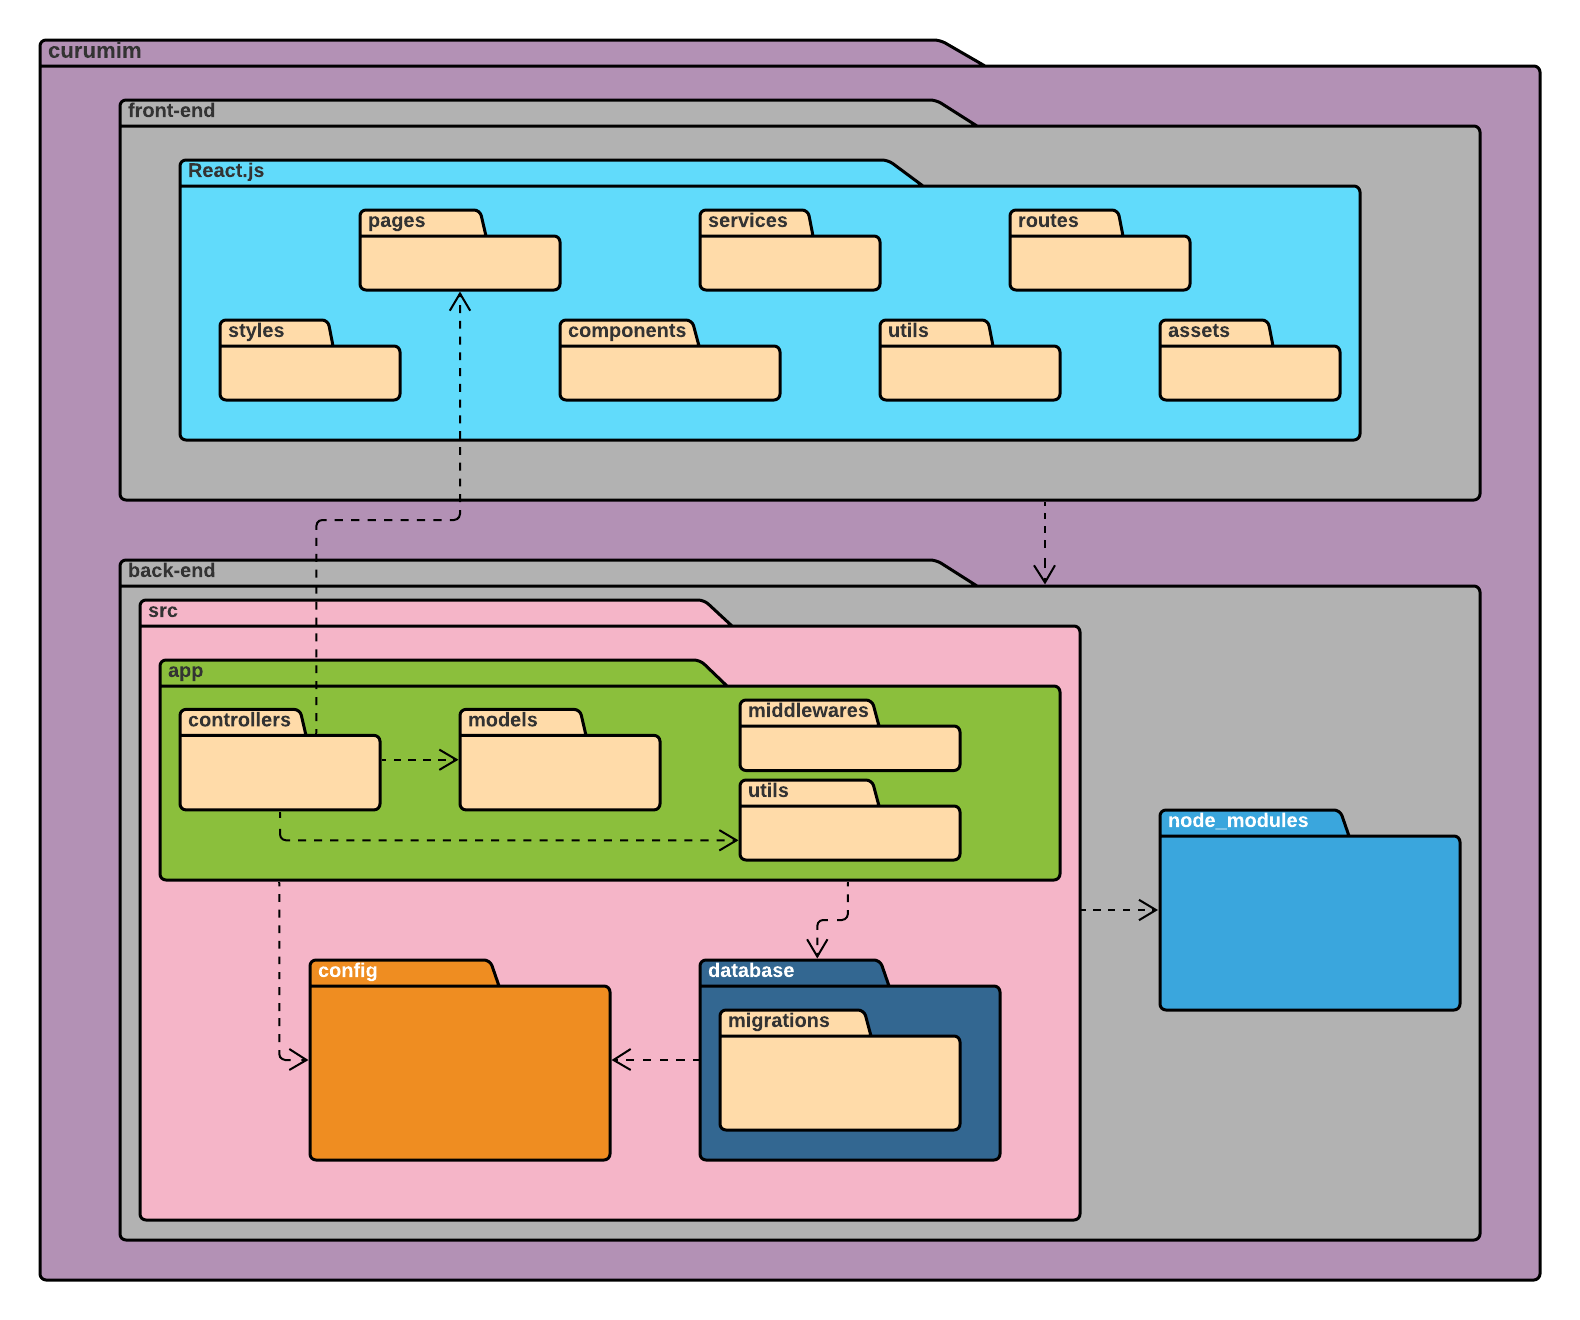 curumim
front-end
React.js
pages
services
routes
styles
components
utils
assets
back-end
src
app
controllers
models
middlewares
utils
node_modules
config
database
migrations